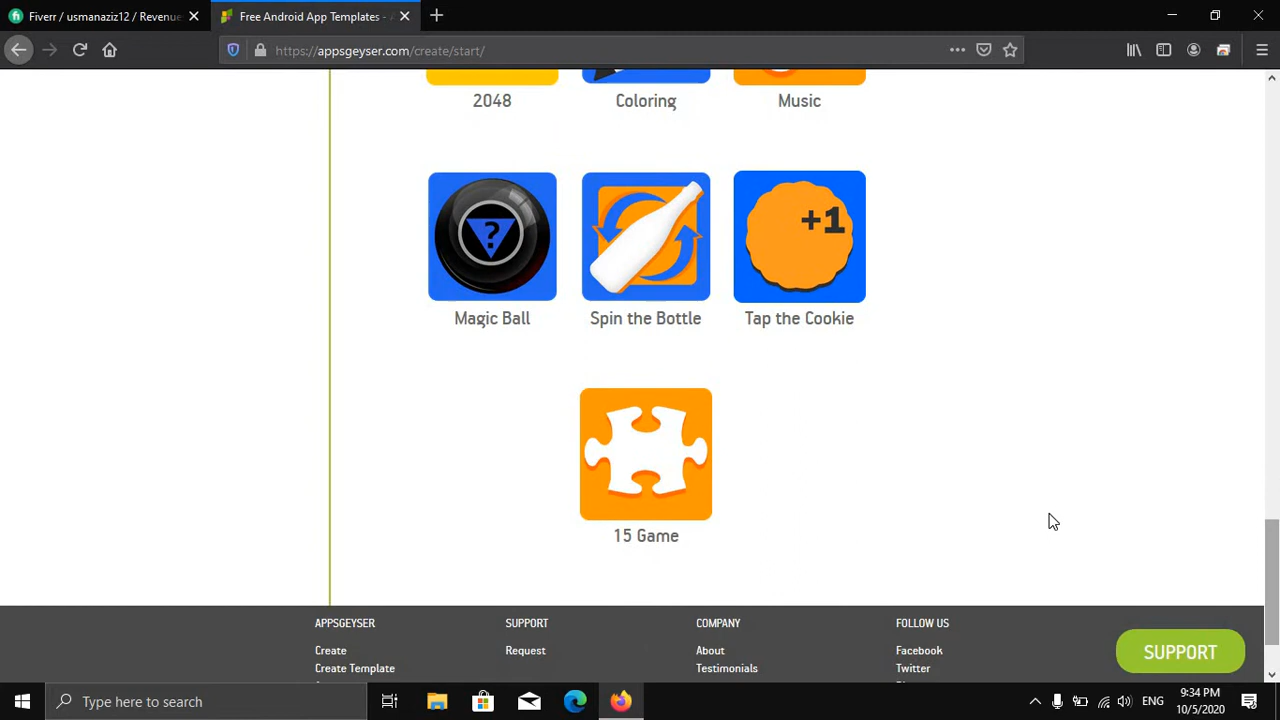 Fiverr / usmanaziz12 / Revenue
Free Android App Templates -
https://appsgeyser.com/create/start/
2048
Coloring
Music
?
+1
Magic Ball
Spin the Bottle
Tap the Cookie
15 Game
APPSGEYSER
SUPPORT
COMPANY
FOLLOW US
Create
Request
About
Facebook
SUPPORT
Create Template
Testimonials
Twitter
Type here to search
ENG
9:34 PM
10/5/2020